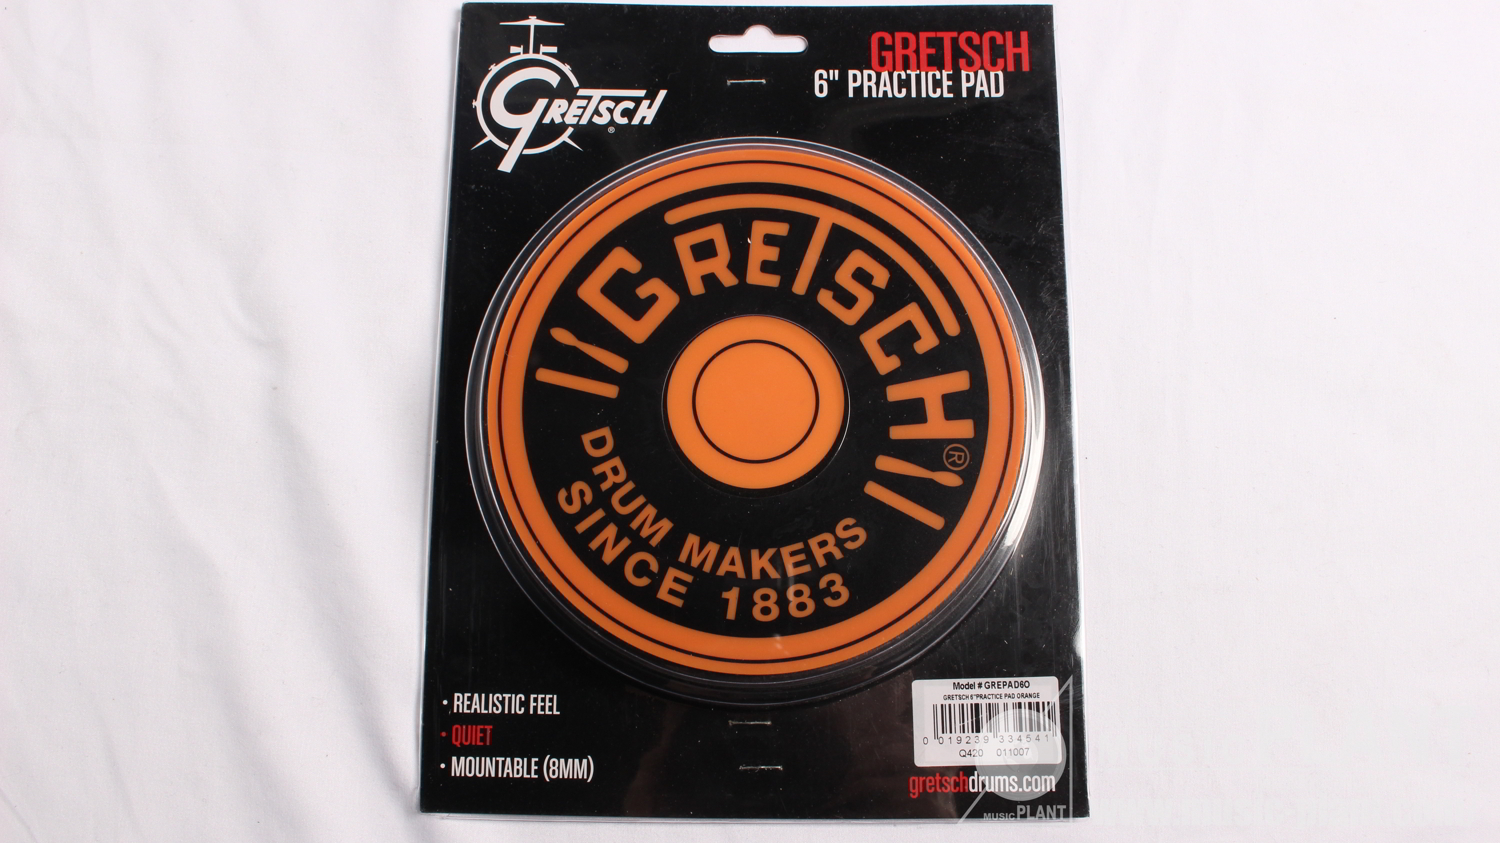 GRETSCH®
GRETSCH
6" PRACTICE PAD
GRETSCH®
DRUM MAKERS
SINCE 1883
• REALISTIC FEEL
• QUIET
• MOUNTABLE (8MM)
Model # GREPAD6O
GRETSCH 6"PRACTICE PAD ORANGE
0 019239 334541
Q420 011007
gretschdrums.com
MUSIC PLANT